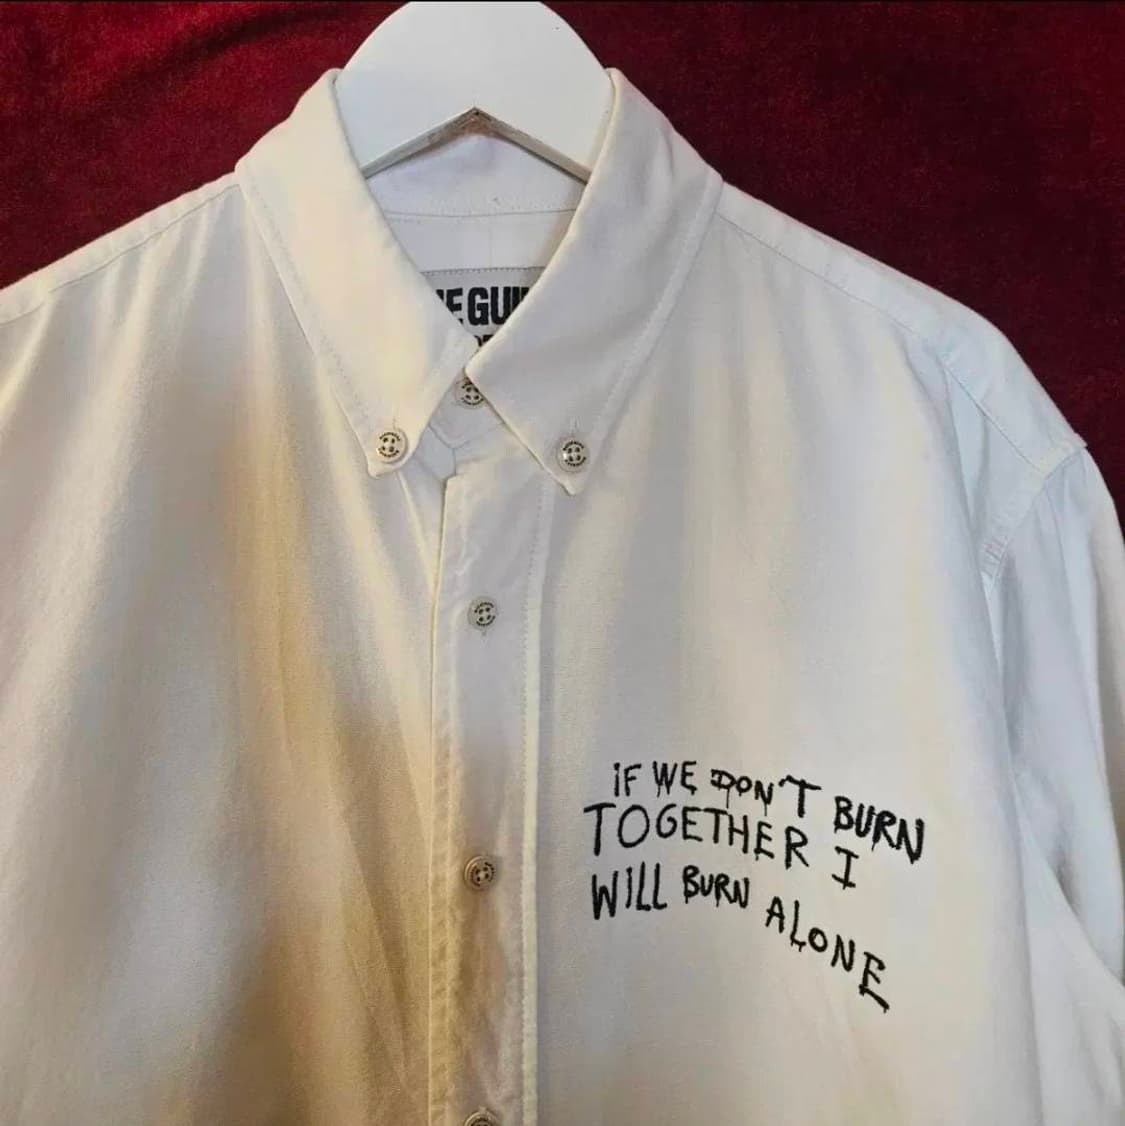 IF WE DON'T BURN
TOGETHER I
WILL BURN ALONE